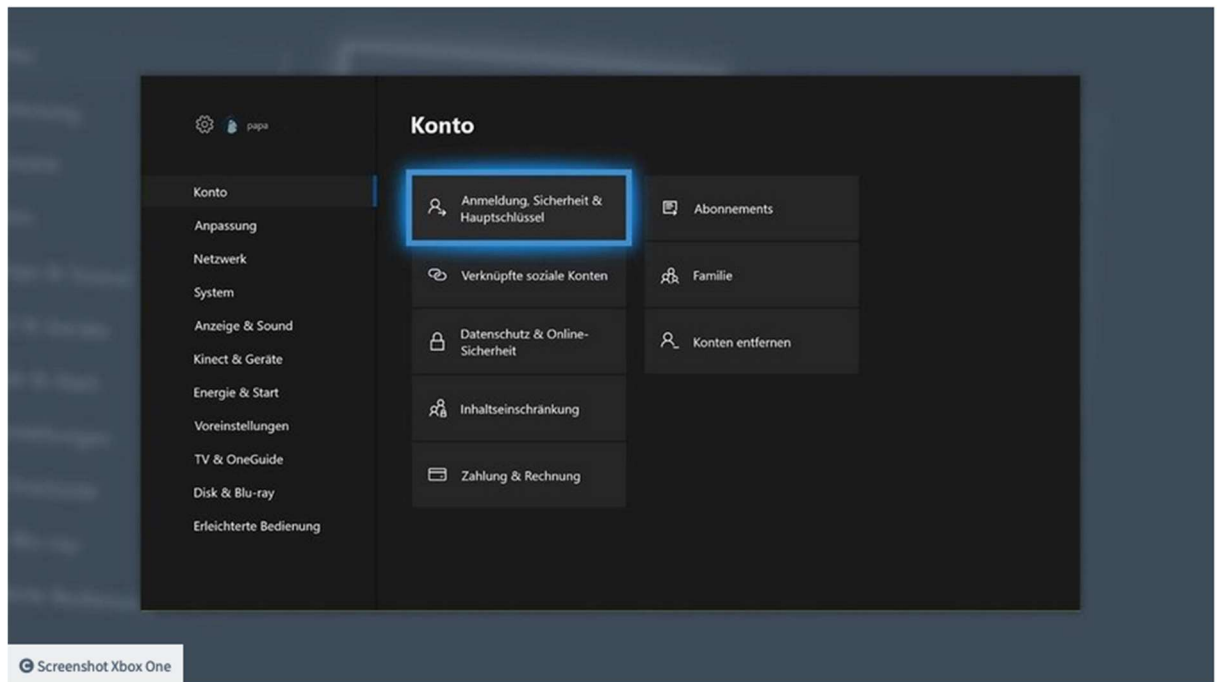 papa
Konto
Anpassung
Netzwerk
System
Anzeige & Sound
Kinect & Geräte
Energie & Start
Voreinstellungen
TV & OneGuide
Disk & Blu-ray
Erleichterte Bedienung
Konto
Anmeldung, Sicherheit &
Hauptschlüssel
Verknüpfte soziale Konten
Datenschutz & Online-
Sicherheit
Inhaltseinschränkung
Zahlung & Rechnung
Abonnements
Familie
Konten entfernen
Screenshot Xbox One